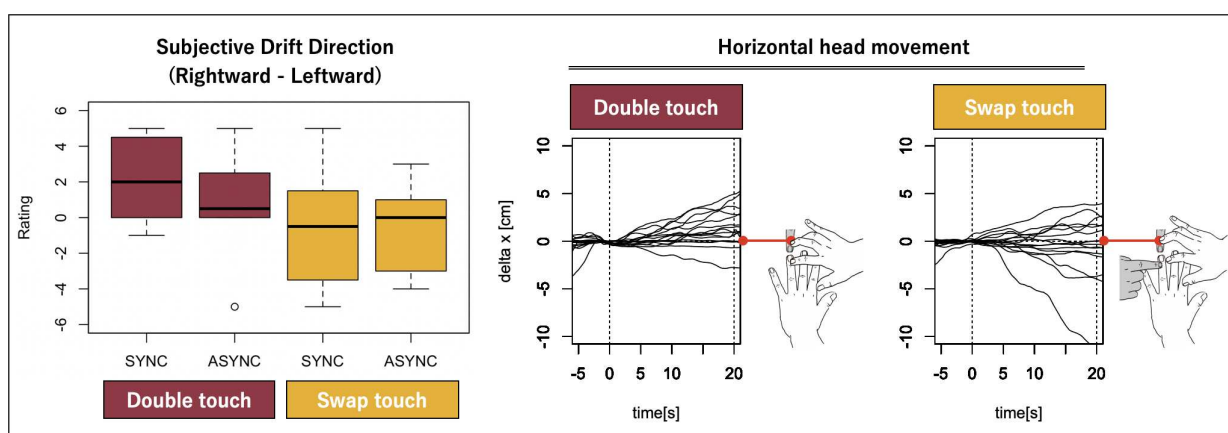 Subjective Drift Direction
(Rightward - Leftward)
Rating
6
4
2
0
-2
-4
-6
SYNC
ASYNC
SYNC
ASYNC
Double touch
Swap touch
Horizontal head movement
Double touch
delta x [cm]
10
5
0
-5
-10
-5 0 5 10 20
time[s]
Swap touch
10
5
0
-5
-10
-5 0 5 10 20
time[s]